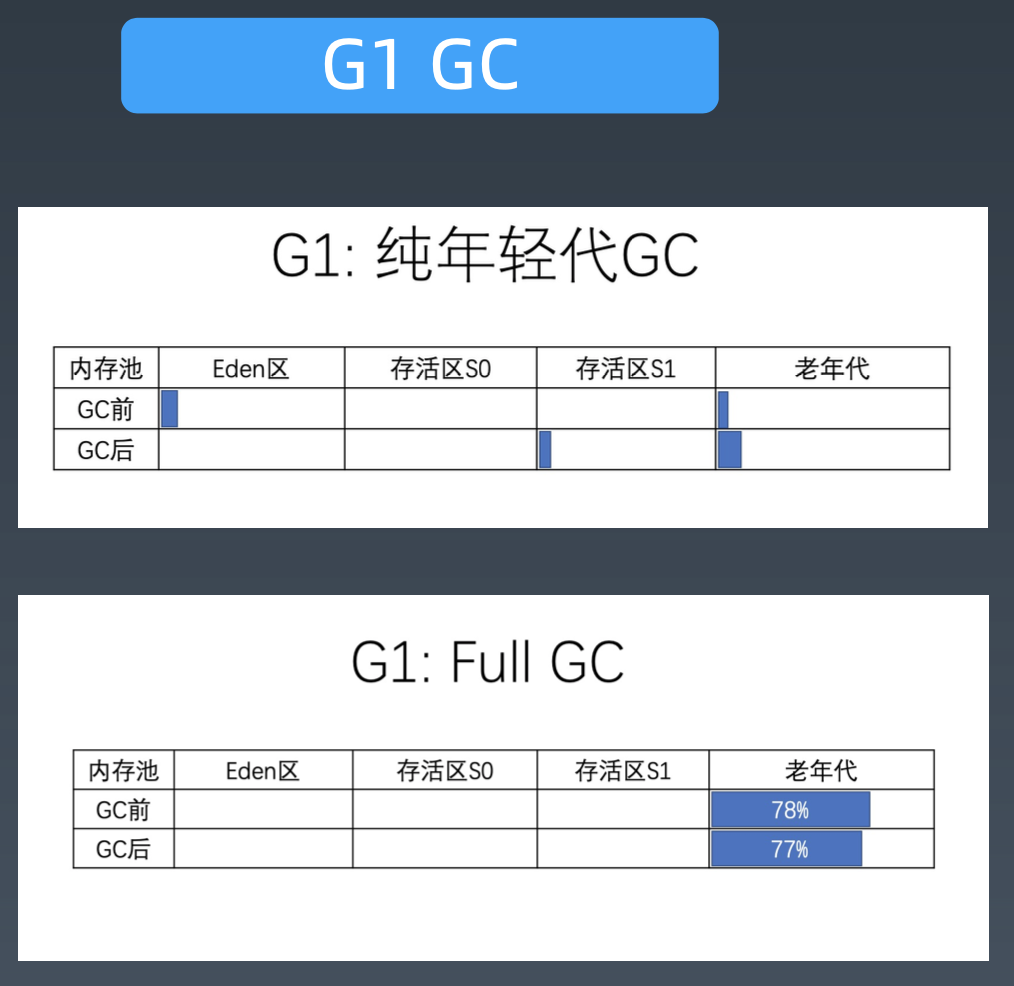 G1 GC
G1: 纯年轻代GC
内存池 Eden区 存活区S0 存活区S1 老年代
GC前
GC后
G1: Full GC
内存池 Eden区 存活区S0 存活区S1 老年代
GC前 78%
GC后 77%